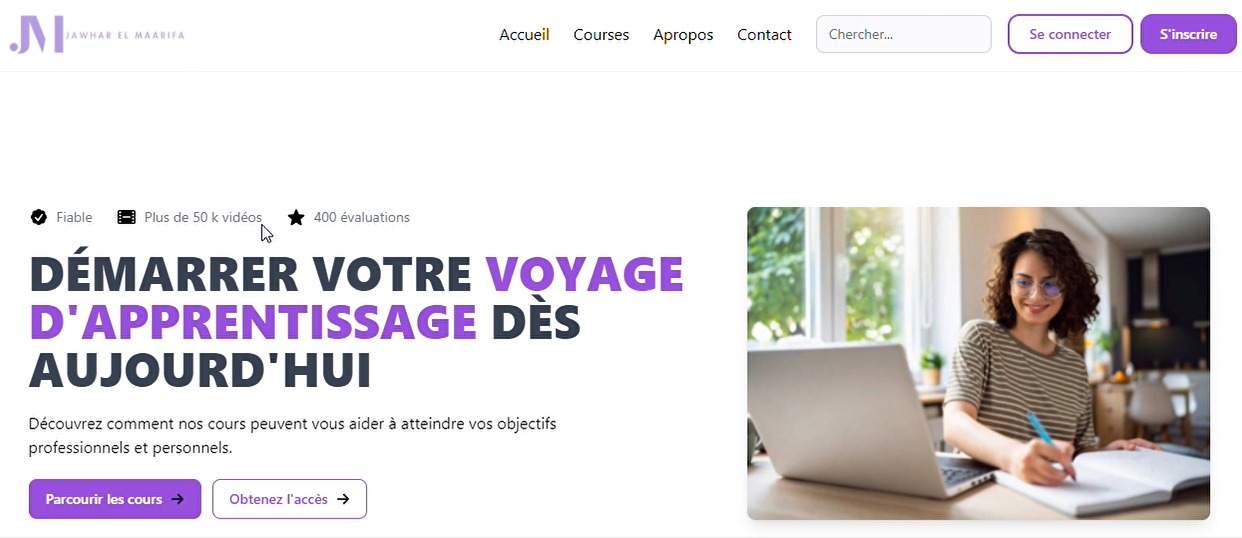 JM JAWHAR EL MAARIFA
Accueil Courses Apropos Contact Chercher... Se connecter S'inscrire
Fiable Plus de 50 k vidéos 400 évaluations
DÉMARRER VOTRE VOYAGE
D'APPRENTISSAGE DÈS
AUJOURD'HUI
Découvrez comment nos cours peuvent vous aider à atteindre vos objectifs
professionnels et personnels.
Parcourir les cours → Obtenez l'accès →